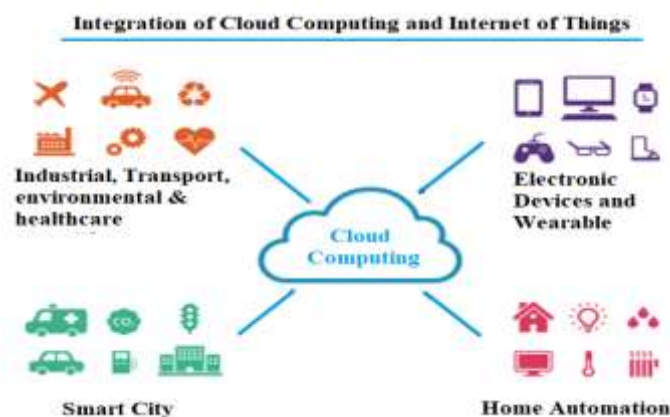 Integration of Cloud Computing and Internet of Things
Industrial, Transport,
environmental &
healthcare
Electronic
Devices and
Wearable
Cloud
Computing
CO₂
Smart City
Home Automation